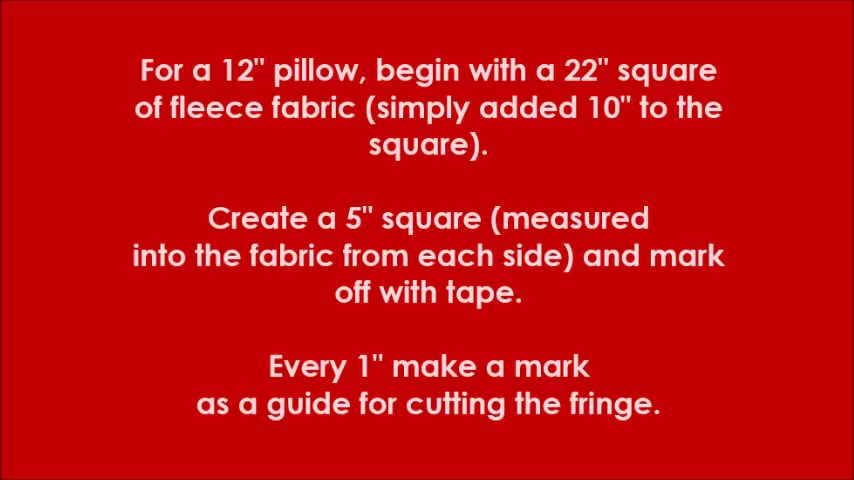 For a 12" pillow, begin with a 22" square
of fleece fabric (simply added 10" to the
square).
Create a 5" square (measured
into the fabric from each side) and mark
off with tape.
Every 1" make a mark
as a guide for cutting the fringe.